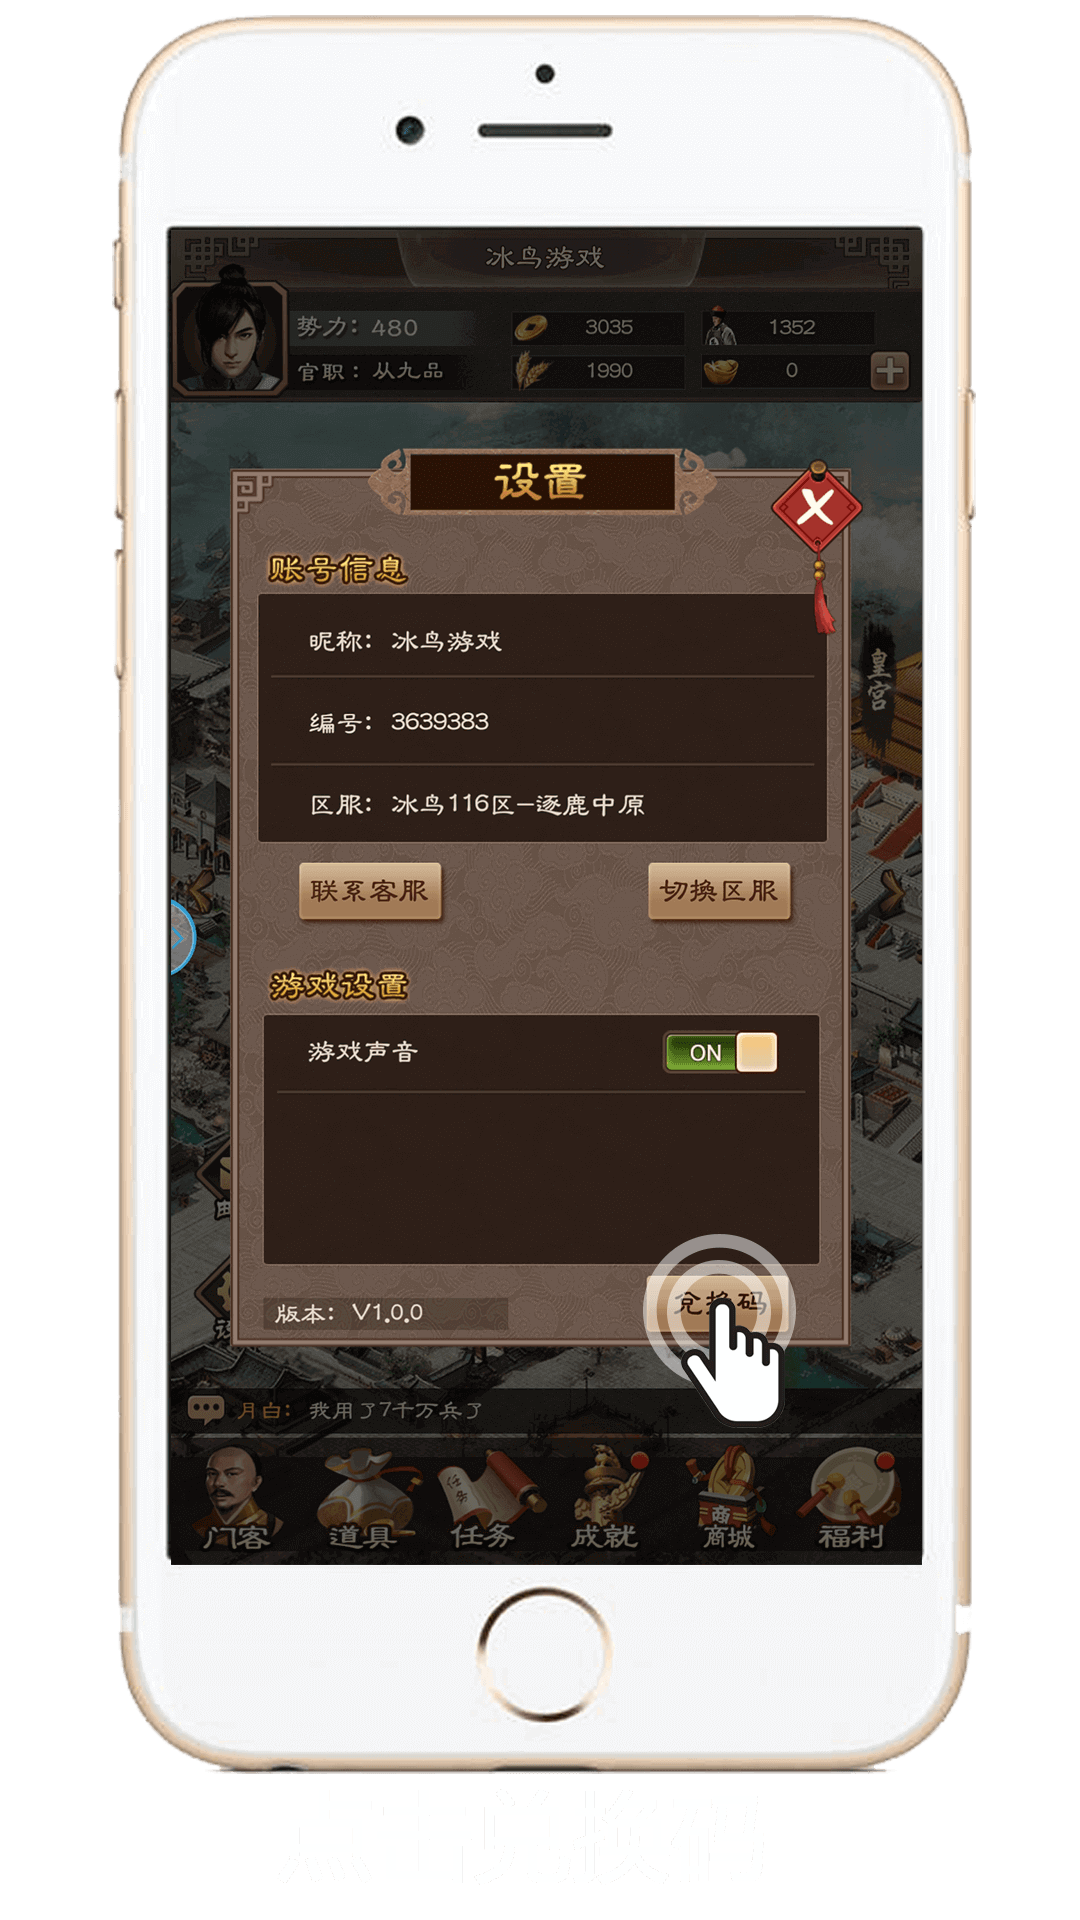 冰鸟游戏
势力：480
3035
1352
官职：从九品
1990
0
设置
账号信息
昵称：冰鸟游戏
皇宫
编号：3639383
区服：冰鸟116区-逐鹿中原
联系客服
切换区服
游戏设置
游戏声音
ON
兑换码
版本：V1.0.0
月白：我用了7千万兵了
任务
商
门客
道具
任务
成就
商城
福利